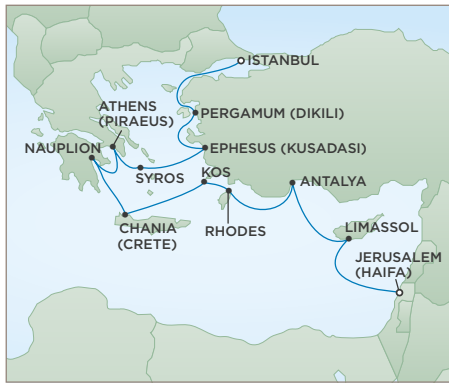 ISTANBUL
ATHENS
(PIRAEUS)
PERGAMUM (DIKILI)
NAUPLION
EPHESUS (KUSADASI)
SYROS
KOS
ANTALYA
CHANIA
(CRETE)
RHODES
LIMASSOL
JERUSALEM
(HAIFA)